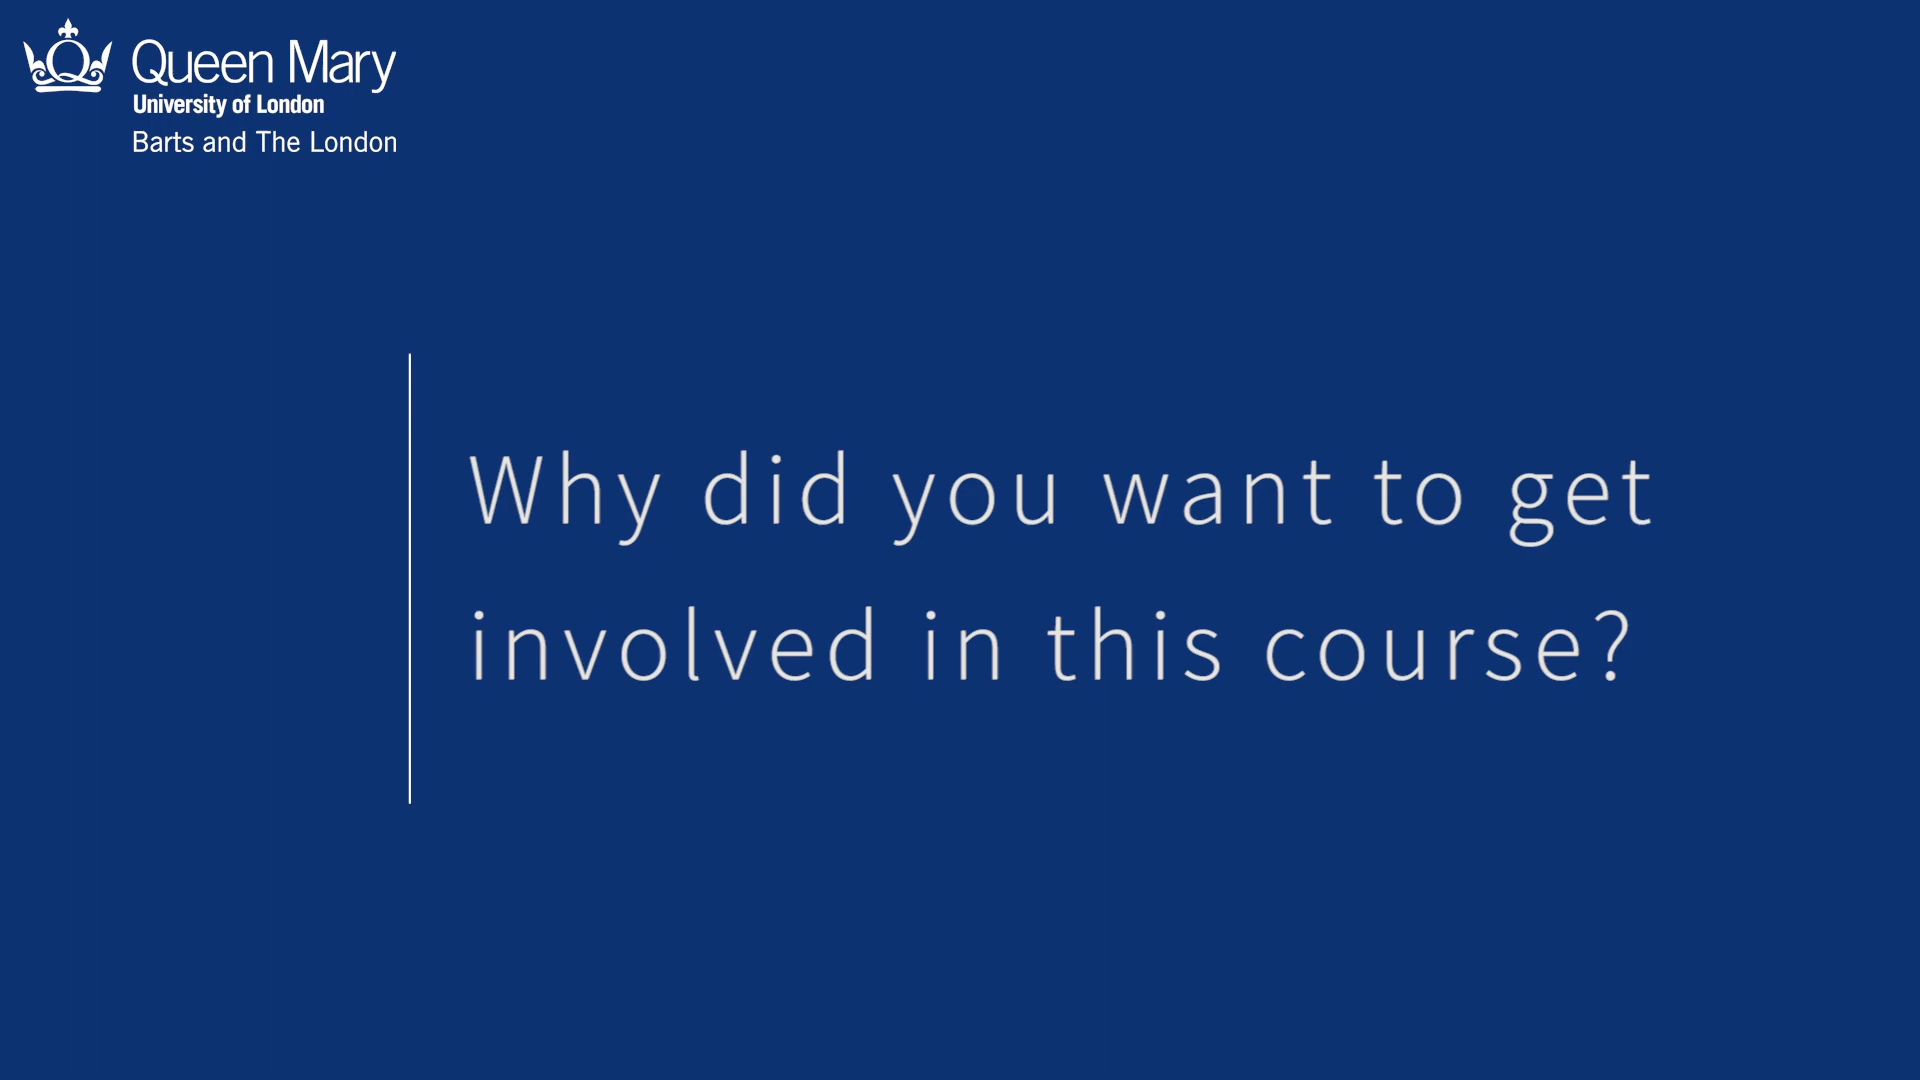 Queen Mary
University of London
Barts and The London
Why did you want to get
involved in this course?